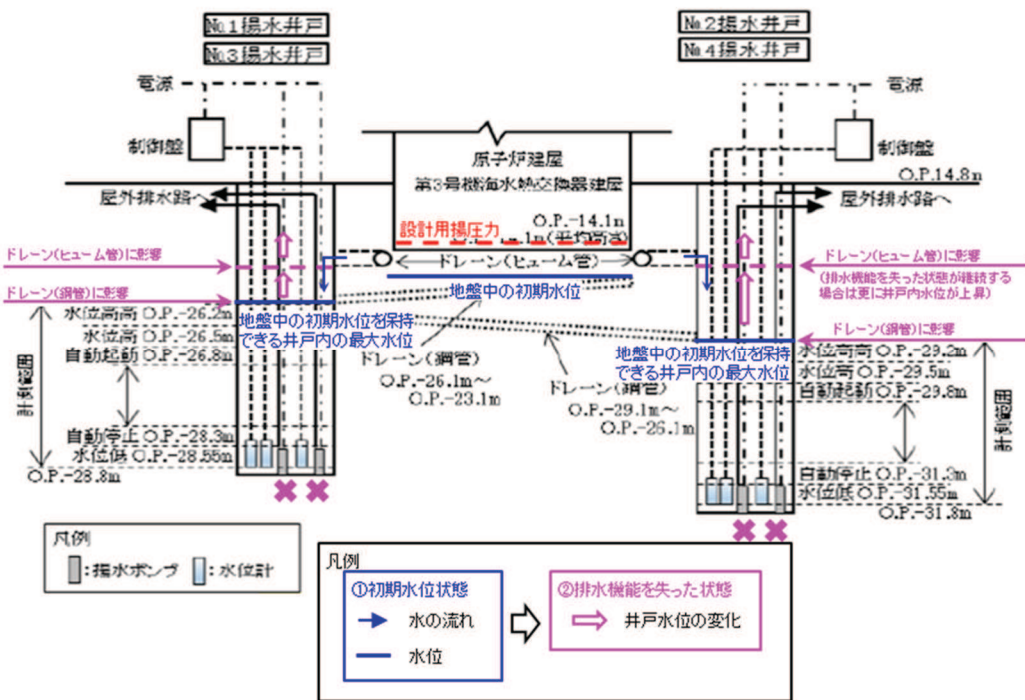 №1揚水井戸
№3揚水井戸
№2揚水井戸
№4揚水井戸
電源
電源
制御盤
制御盤
原子炉建屋
第3号機海水熱交換器建屋
O.P.14.8m
屋外排水路へ
屋外排水路へ
設計用揚圧力
O.P.-14.1m
(平均高さ)
ドレーン(ヒューム管)に影響
ドレーン(ヒューム管)
ドレーン(ヒューム管)に影響
(排水機能を失った状態が継続する
場合は更に井戸内水位が上昇)
ドレーン(鋼管)に影響
地盤中の初期水位
水位高高 O.P.-26.2m
水位高 O.P.-26.5m
自動起動 O.P.-26.8m
地盤中の初期水位を保持
できる井戸内の最大水位
ドレーン(鋼管)
O.P.-26.1m~
O.P.-23.1m
ドレーン(鋼管)に影響
地盤中の初期水位を保持
できる井戸内の最大水位
水位高高 O.P.-29.2m
水位高 O.P.-29.5m
自動起動 O.P.-29.8m
ドレーン(鋼管)
O.P.-29.1m~
O.P.-26.1m
計測範囲
計測範囲
自動停止 O.P.-28.3m
水位低 O.P.-28.55m
O.P.-28.8m
自動停止 O.P.-31.3m
水位低 O.P.-31.55m
O.P.-31.8m
凡例
:揚水ポンプ :水位計
凡例
①初期水位状態
水の流れ
水位
②排水機能を失った状態
井戸水位の変化